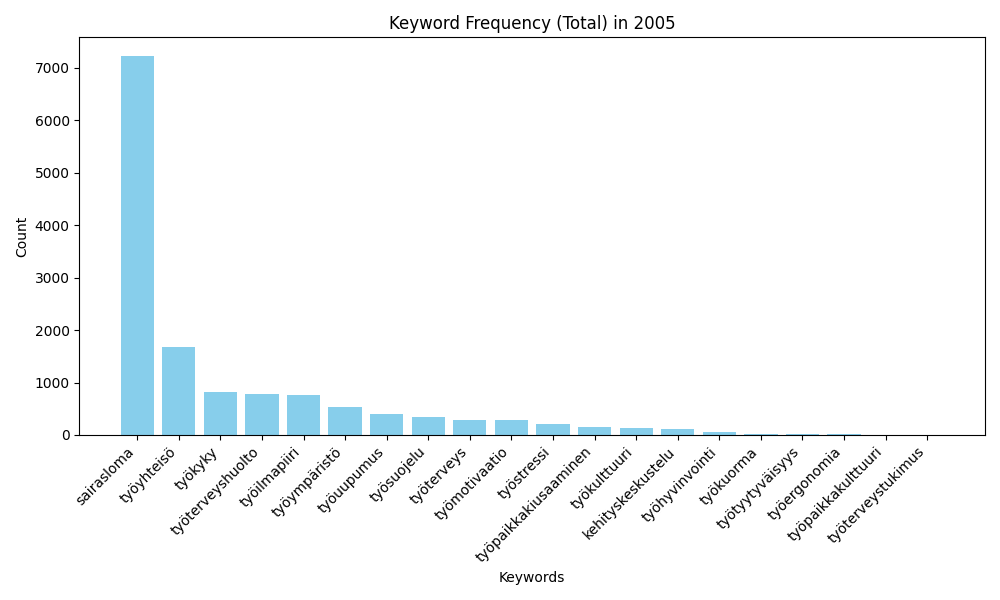 Keyword Frequency (Total) in 2005
Count
7000
6000
5000
4000
3000
2000
1000
0
sairasloma
työyhteisö
työkyky
työterveyshuolto
työilmapiiri
työympäristö
työuupumus
työsuojelu
työterveys
työmotivaatio
työstressi
työpaikkakiusaaminen
työkulttuuri
kehityskeskustelu
työhyvinvointi
työkuorma
työtyytyväisyys
työergonomia
työpaikkakulttuuri
työterveystukimus
Keywords